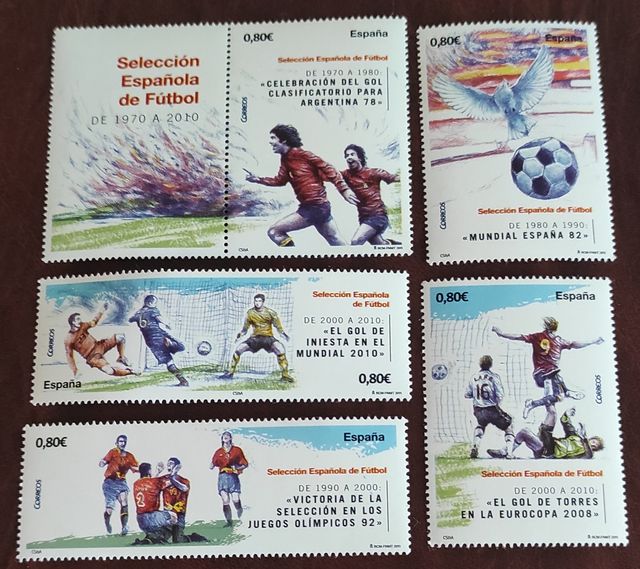 Selección
Española
de Fútbol
DE 1970 A 2010
0,80€ España
Selección Española de Fútbol
DE 1970 A 1980:
«CELEBRACIÓN DEL GOL
CLASIFICATORIO PARA
ARGENTINA 78»
CORREOS
0,80€ España
CORREOS
Selección Española de Fútbol
DE 1980 A 1990:
«MUNDIAL ESPAÑA 82»
CORREOS
Selección Española
de Fútbol
DE 2000 A 2010:
«EL GOL DE
INIESTA EN EL
MUNDIAL 2010»
6
España 0,80€
0,80€ España
9
16
CORREOS
Selección Española de Fútbol
DE 2000 A 2010:
«EL GOL DE TORRES
EN LA EUROCOPA 2008»
0,80€ España
CORREOS
2
Selección Española de Fútbol
DE 1990 A 2000:
«VICTORIA DE LA
SELECCIÓN EN LOS
JUEGOS OLÍMPICOS 92»